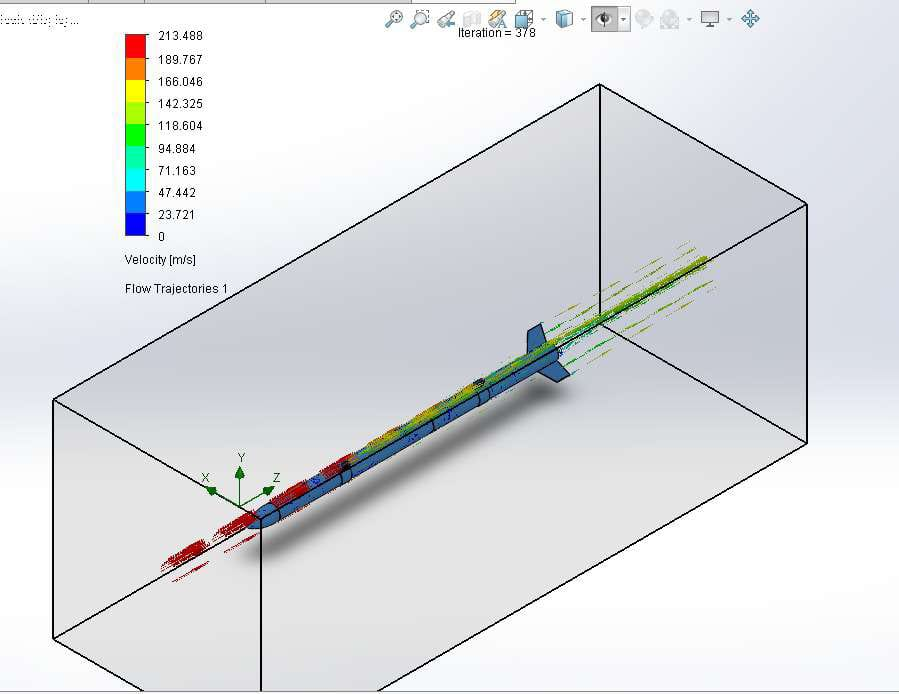 Iteration = 378
213.488
189.767
166.046
142.325
118.604
94.884
71.163
47.442
23.721
0
Velocity [m/s]
Flow Trajectories 1
Y
X
Z